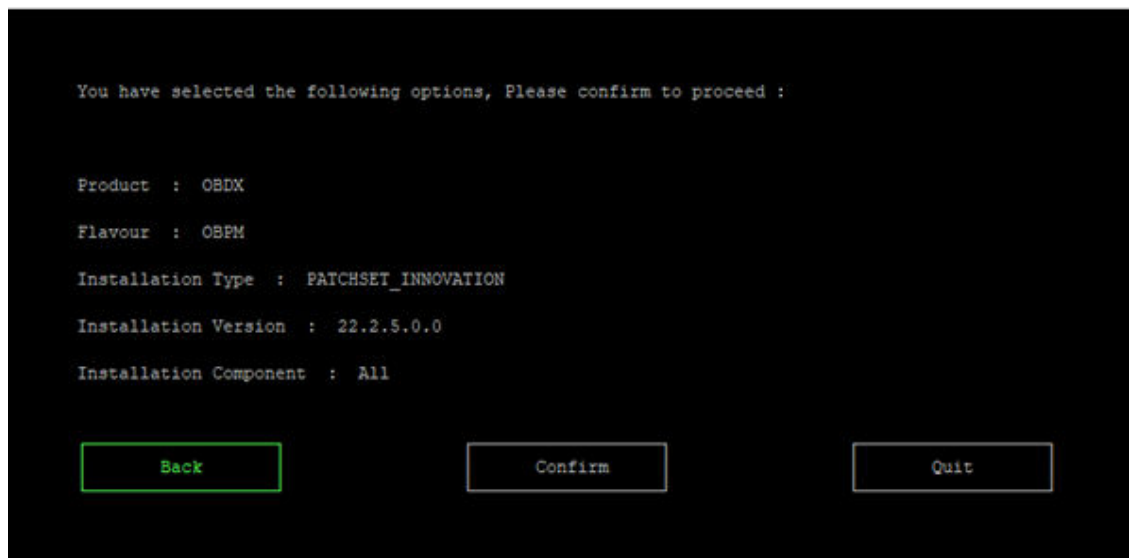 You have selected the following options, Please confirm to proceed :
Product : OBDX
Flavour : OBPM
Installation Type : PATCHSET_INNOVATION
Installation Version : 22.2.5.0.0
Installation Component : All
Back Confirm Quit